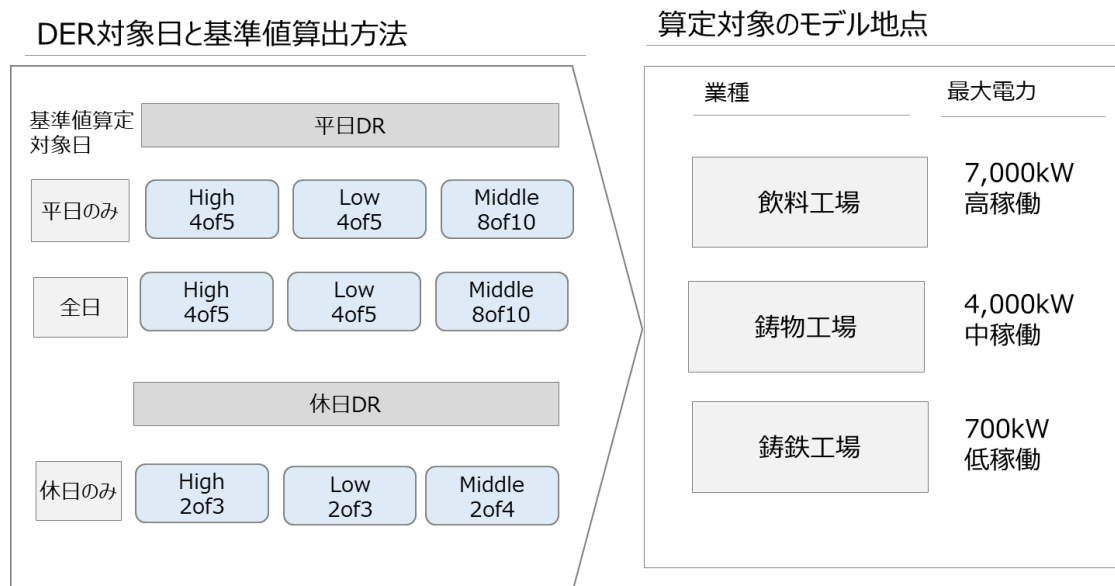 DER対象日と基準値算出方法
基準値算定
対象日
平日DR
平日のみ
High
4of5
Low
4of5
Middle
8of10
全日
High
4of5
Low
4of5
Middle
8of10
休日DR
休日のみ
High
2of3
Low
2of3
Middle
2of4
算定対象のモデル地点
業種
最大電力
飲料工場
7,000kW
高稼働
鋳物工場
4,000kW
中稼働
鋳鉄工場
700kW
低稼働